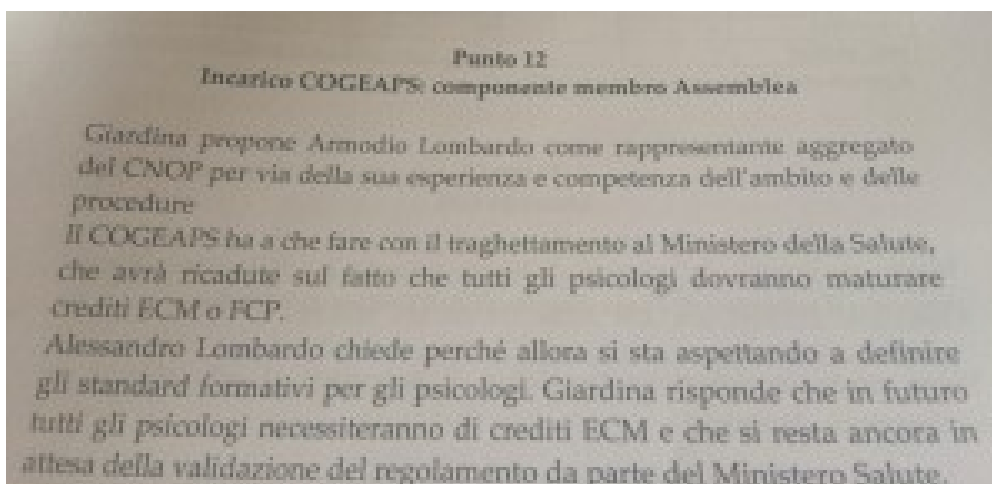 Punto 12
Incarico COGEAPS: componente membro Assemblea
Giardina propone Armodio Lombardo come rappresentante aggregato
del CNOP per via della sua esperienza e competenza dell'ambito e delle
procedure
Il COGEAPS ha a che fare con il traghettamento al Ministero della Salute,
che avrà ricadute sul fatto che tutti gli psicologi dovranno maturare
crediti ECM o FCP.
Alessandro Lombardo chiede perché allora si sta aspettando a definire
gli standard formativi per gli psicologi. Giardina risponde che in futuro
tutti gli psicologi necessiteranno di crediti ECM e che si resta ancora in
attesa della validazione del regolamento da parte del Ministero Salute.